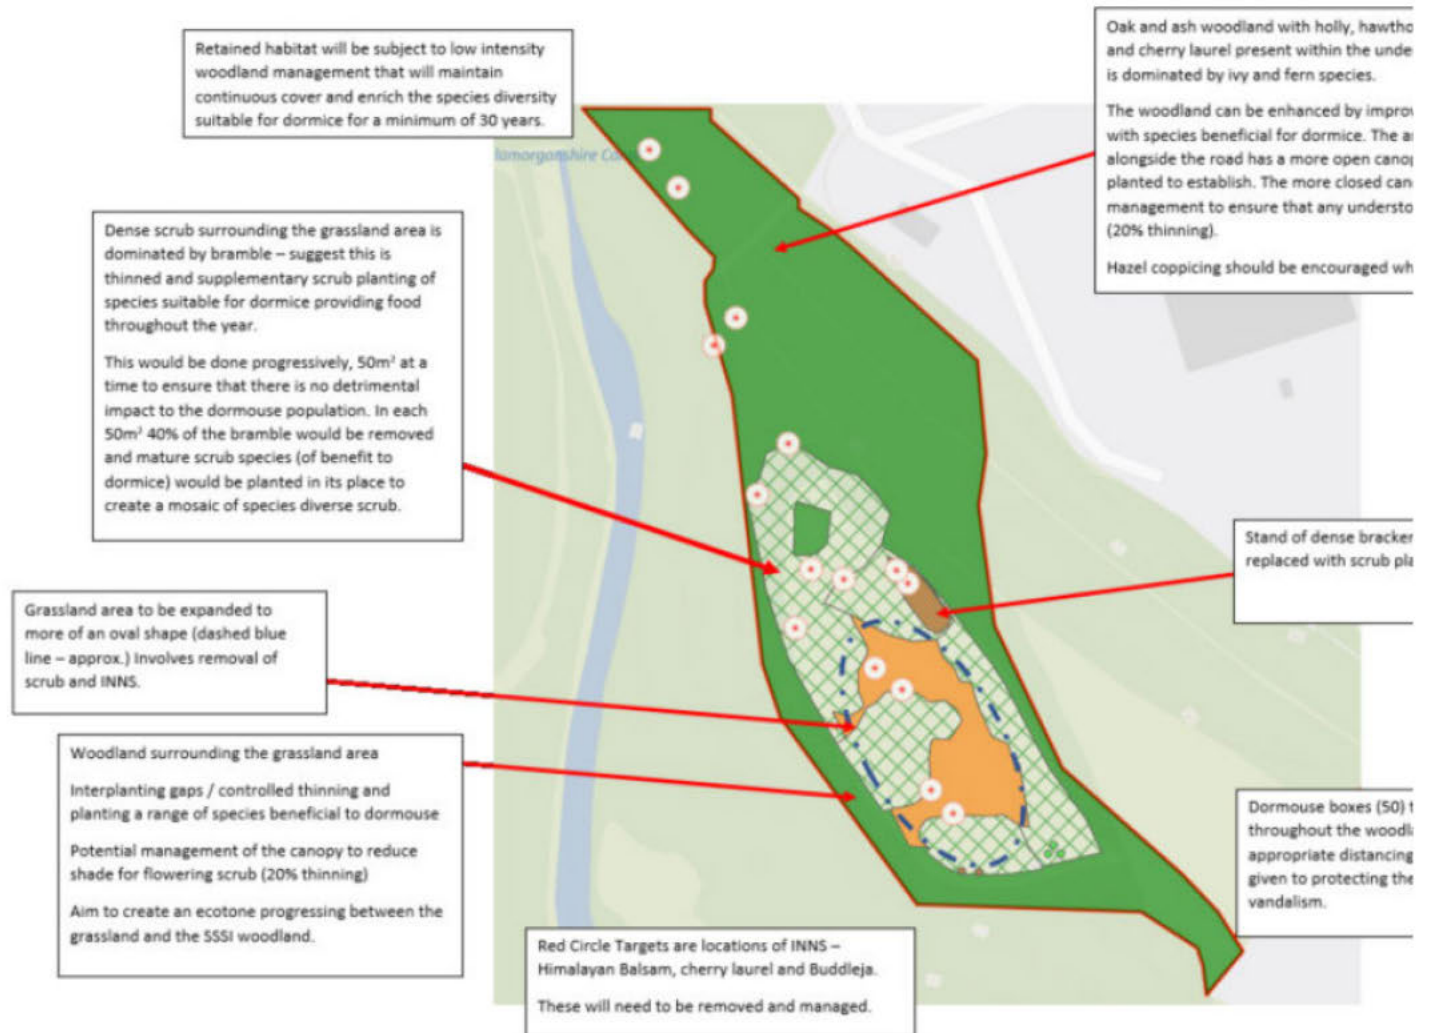 Retained habitat will be subject to low intensity
woodland management that will maintain
continuous cover and enrich the species diversity
suitable for dormice for a minimum of 30 years.
Oak and ash woodland with holly, hawtho
and cherry laurel present within the unde
is dominated by ivy and fern species.
The woodland can be enhanced by improv
with species beneficial for dormice. The a
alongside the road has a more open cano
planted to establish. The more closed can
management to ensure that any understo
(20% thinning).
Hazel coppicing should be encouraged wh
Dense scrub surrounding the grassland area is
dominated by bramble – suggest this is
thinned and supplementary scrub planting of
species suitable for dormice providing food
throughout the year.
This would be done progressively, 50m² at a
time to ensure that there is no detrimental
impact to the dormouse population. In each
50m² 40% of the bramble would be removed
and mature scrub species (of benefit to
dormice) would be planted in its place to
create a mosaic of species diverse scrub.
Stand of dense bracken
replaced with scrub pla
Grassland area to be expanded to
more of an oval shape (dashed blue
line – approx.) Involves removal of
scrub and INNS.
Woodland surrounding the grassland area
Interplanting gaps / controlled thinning and
planting a range of species beneficial to dormouse
Potential management of the canopy to reduce
shade for flowering scrub (20% thinning)
Aim to create an ecotone progressing between the
grassland and the SSSI woodland.
Dormouse boxes (50) t
throughout the woodl
appropriate distancing
given to protecting the
vandalism.
Red Circle Targets are locations of INNS –
Himalayan Balsam, cherry laurel and Buddleja.
These will need to be removed and managed.